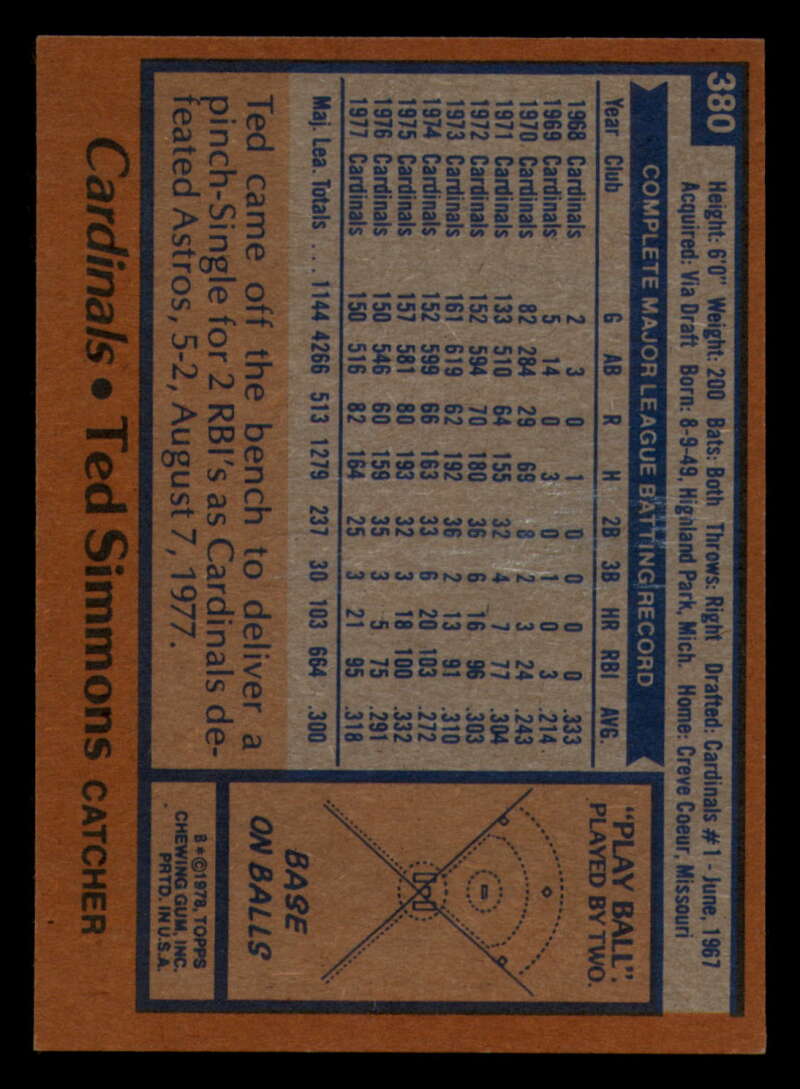 380
Height: 6'0" Weight: 200 Bats: Both Throws: Right Drafted: Cardinals #1 - June, 1967
Acquired: Via Draft Born: 8-9-49, Highland Park, Mich. Home: Creve Coeur, Missouri
COMPLETE MAJOR LEAGUE BATTING RECORD
Year Club G AB R H 2B 3B HR RBI AVG.
1968 Cardinals 2 3 0 1 0 0 0 0 .333
1969 Cardinals 5 14 0 3 0 1 0 3 .214
1970 Cardinals 82 284 29 69 8 2 3 24 .243
1971 Cardinals 133 510 64 155 32 4 7 77 .304
1972 Cardinals 152 594 70 180 36 6 16 96 .303
1973 Cardinals 161 619 62 192 36 2 13 91 .310
1974 Cardinals 152 599 66 163 33 6 20 103 .272
1975 Cardinals 157 581 80 193 32 3 18 100 .332
1976 Cardinals 150 546 60 159 35 3 5 75 .291
1977 Cardinals 150 516 82 164 25 3 21 95 .318
Maj. Lea. Totals . . . 1144 4266 513 1279 237 30 103 664 .300
Ted came off the bench to deliver a
pinch-Single for 2 RBI's as Cardinals de-
feated Astros, 5-2, August 7, 1977.
"PLAY BALL".
PLAYED BY TWO.
BASE
ON BALLS
B*©1978, TOPPS
CHEWING GUM, INC.
PRTD. IN U.S.A.
Cardinals • Ted Simmons CATCHER